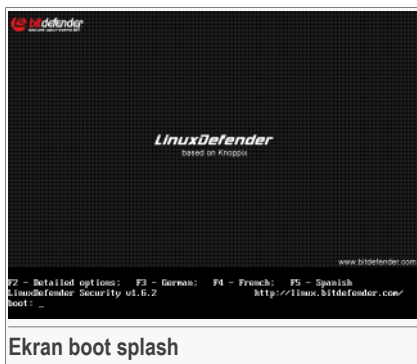 bitdefender
LinuxDefender
based on Knoppix
www.bitdefender.com
F2 - Detailed options; F3 - German; F4 - French; F5 - Spanish
LinuxDefender Security v1.6.2 http://linux.bitdefender.com/
boot: _
Ekran boot splash